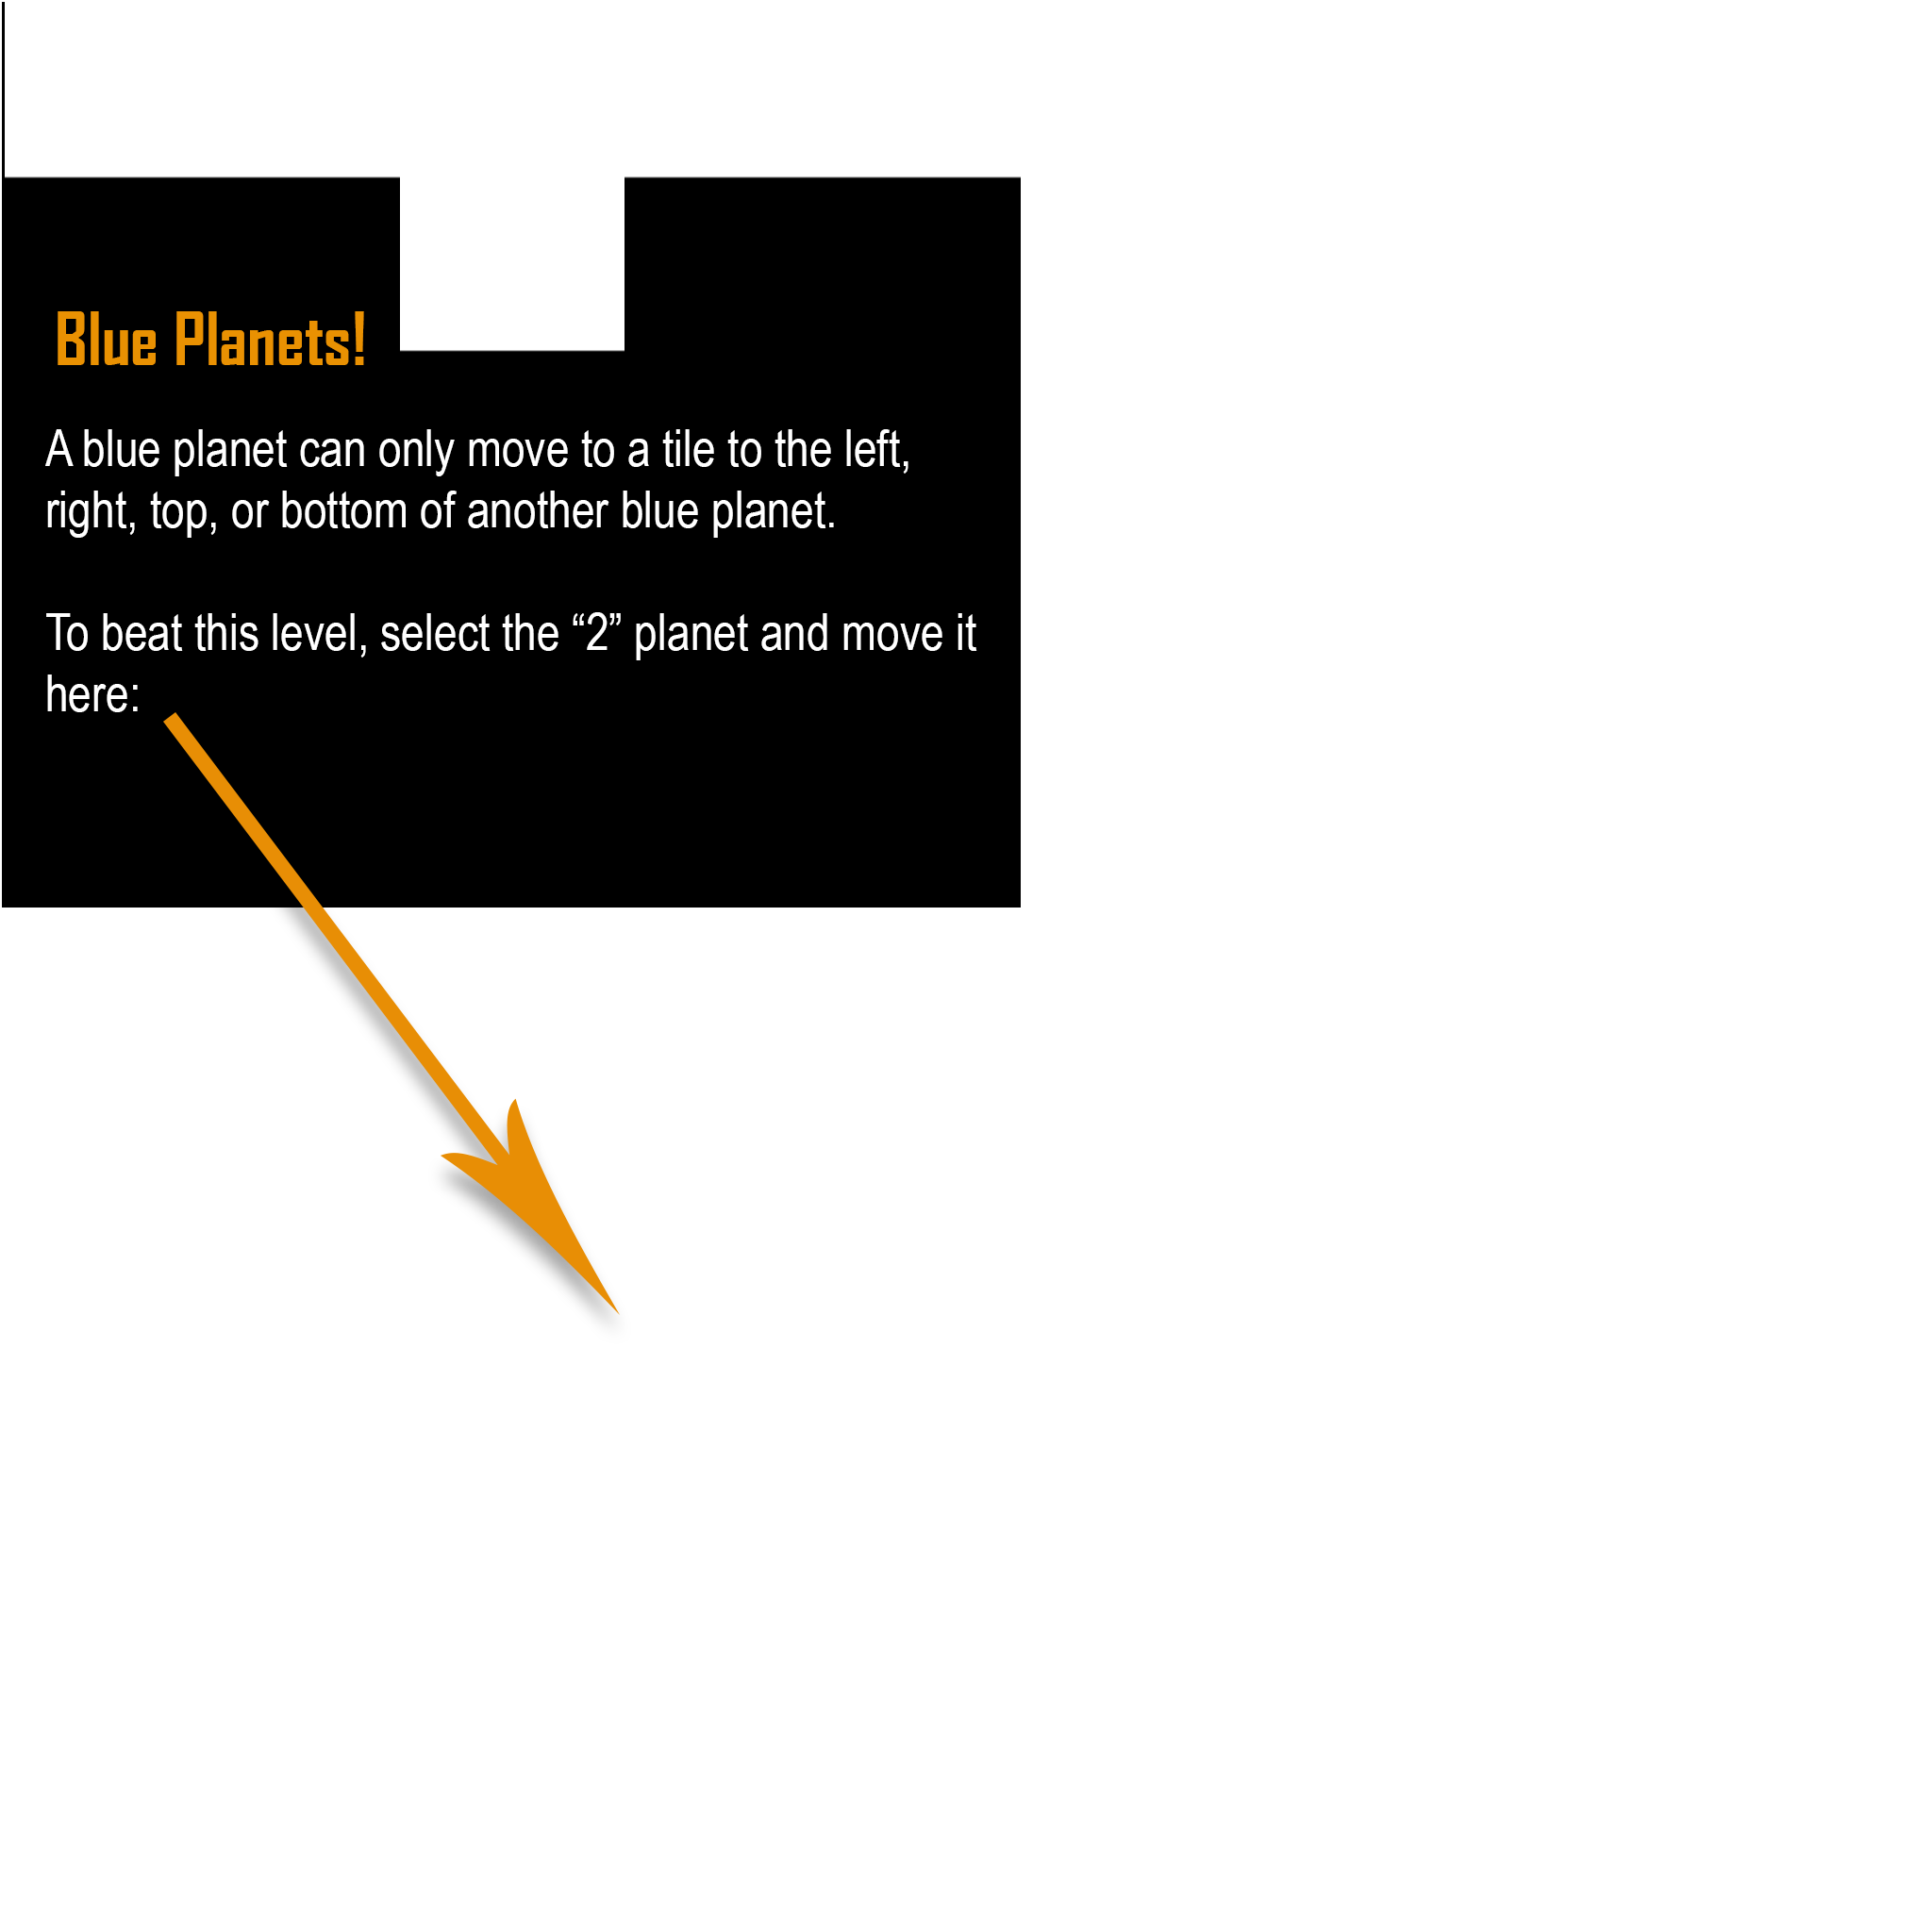 Blue Planets!
A blue planet can only move to a tile to the left,
right, top, or bottom of another blue planet.
To beat this level, select the “2” planet and move it
here: